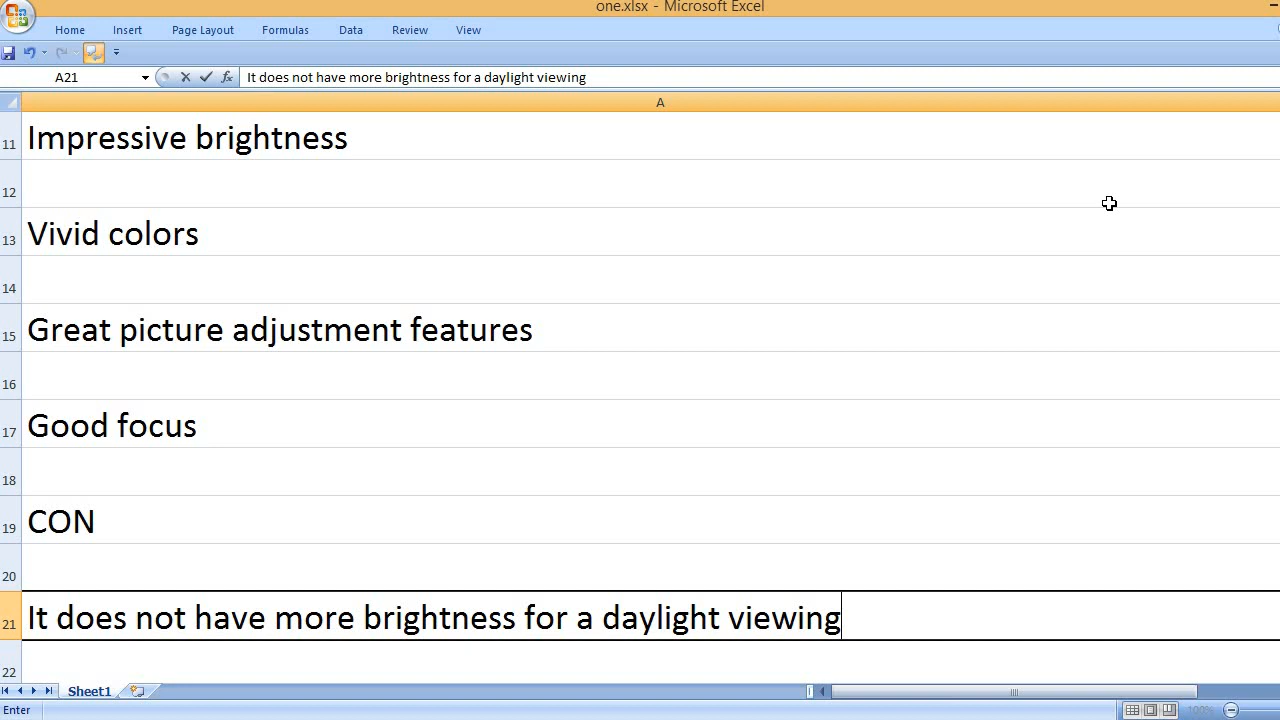 one.xlsx - Microsoft Excel
Home Insert Page Layout Formulas Data Review View
A21 fx It does not have more brightness for a daylight viewing
A
11 Impressive brightness
12
13 Vivid colors
14
15 Great picture adjustment features
16
17 Good focus
18
19 CON
20
21 It does not have more brightness for a daylight viewing
22
Sheet1
Enter 100%